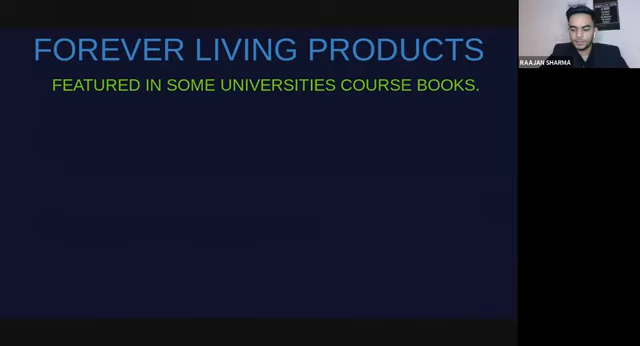 FOREVER LIVING PRODUCTS
FEATURED IN SOME UNIVERSITIES COURSE BOOKS.
RAAJAN SHARMA